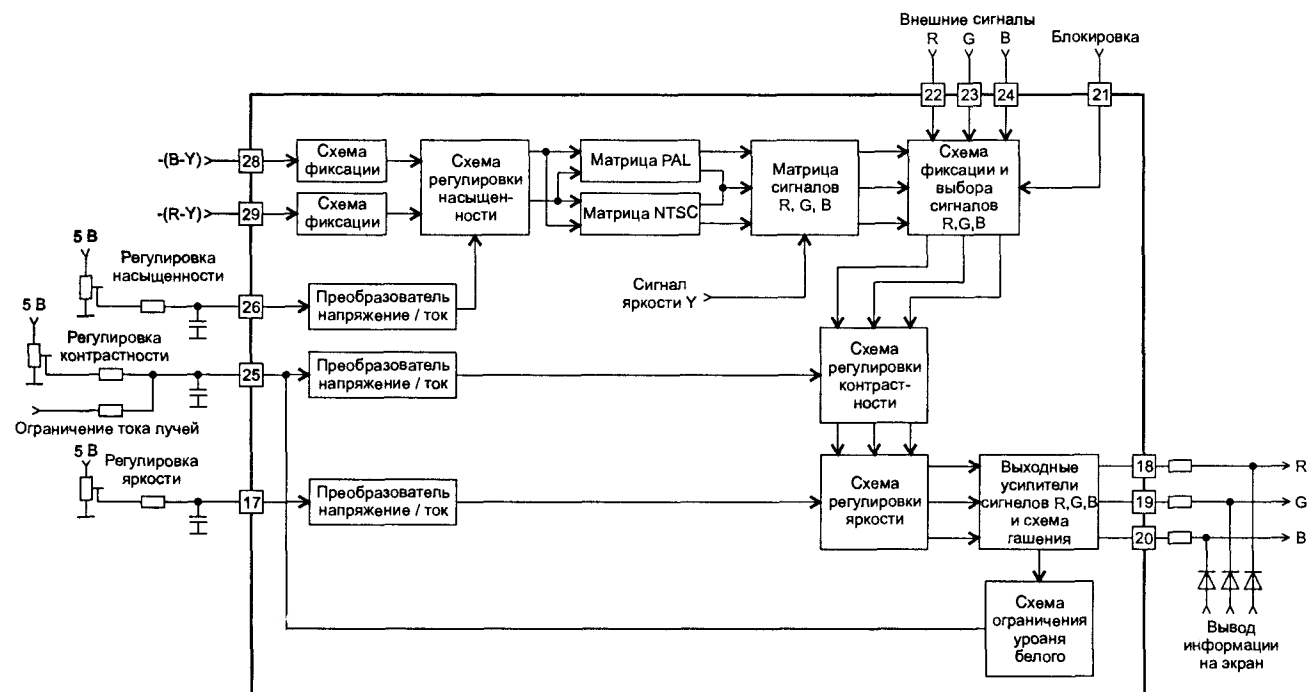 Внешние сигналы
R G B
Блокировка
22 23 24 21
-(B-Y)
28
Схема
фиксации
-(R-Y)
29
Схема
фиксации
Схема
регулировки
насыщен-
ности
Матрица PAL
Матрица NTSC
Матрица
сигналов
R, G, B
Схема
фиксации и
выбора
сигналов
R,G,B
5 В
Регулировка
насыщенности
26
Преобразователь
напряжение / ток
Сигнал
яркости Y
5 В
Регулировка
контрастности
25
Преобразователь
напряжение / ток
Схема
регулировки
контраст-
ности
Ограничение тока лучей
5 В
Регулировка
яркости
17
Преобразователь
напряжение / ток
Схема
регулировки
яркости
Выходные
усилители
сигнелов R,G,B
и схема
гашения
18
R
19
G
20
B
Схема
ограничения
уроаня
белого
Вывод
информации
на экран